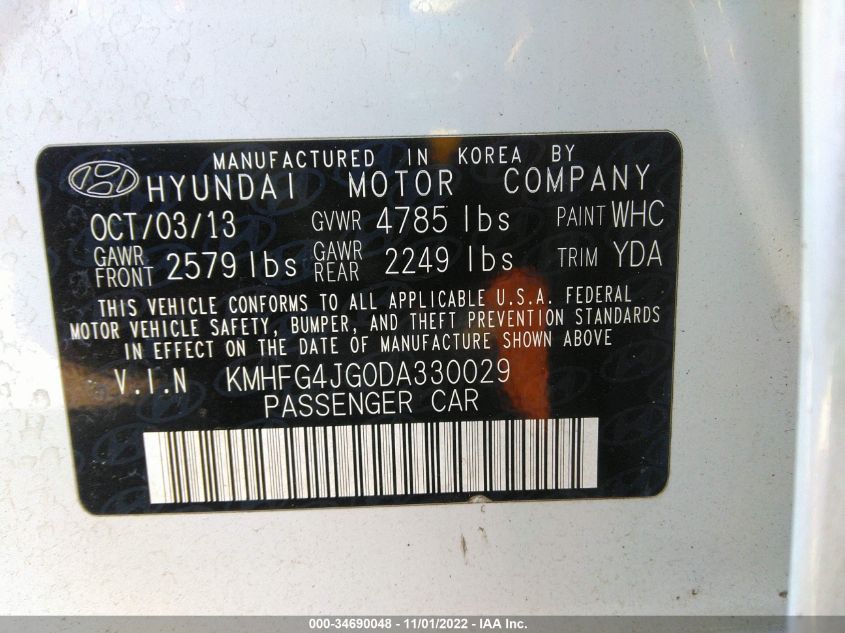 MANUFACTURED IN KOREA BY
HYUNDAI MOTOR COMPANY
OCT/03/13 GVWR 4785 lbs PAINT WHC
GAWR FRONT 2579 lbs GAWR REAR 2249 lbs TRIM YDA
THIS VEHICLE CONFORMS TO ALL APPLICABLE U.S.A. FEDERAL
MOTOR VEHICLE SAFETY, BUMPER, AND THEFT PREVENTION STANDARDS
IN EFFECT ON THE DATE OF MANUFACTURE SHOWN ABOVE
V.I.N KMHFG4JG0DA330029
PASSENGER CAR
000-34690048 - 11/01/2022 - IAA Inc.